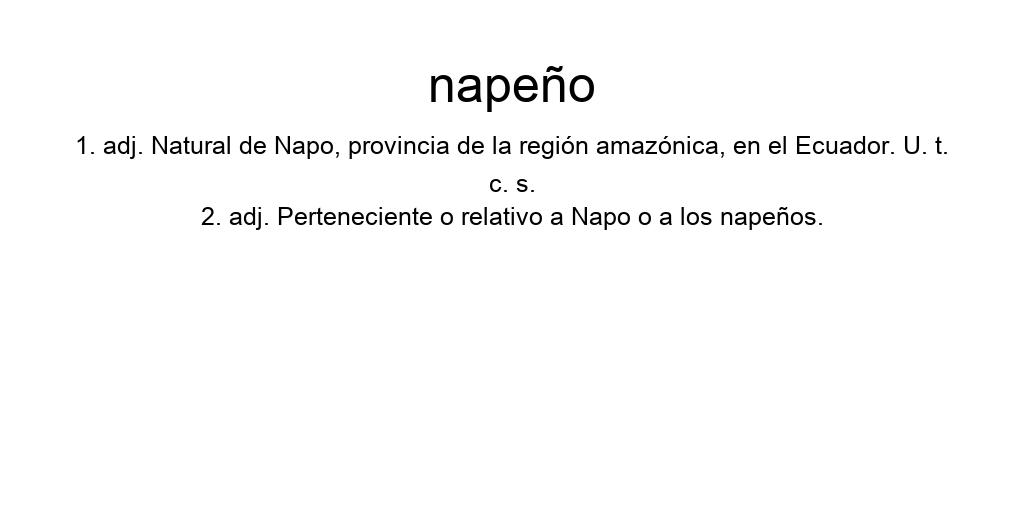 napeño
1. adj. Natural de Napo, provincia de la región amazónica, en el Ecuador. U. t.
c. s.
2. adj. Perteneciente o relativo a Napo o a los napeños.